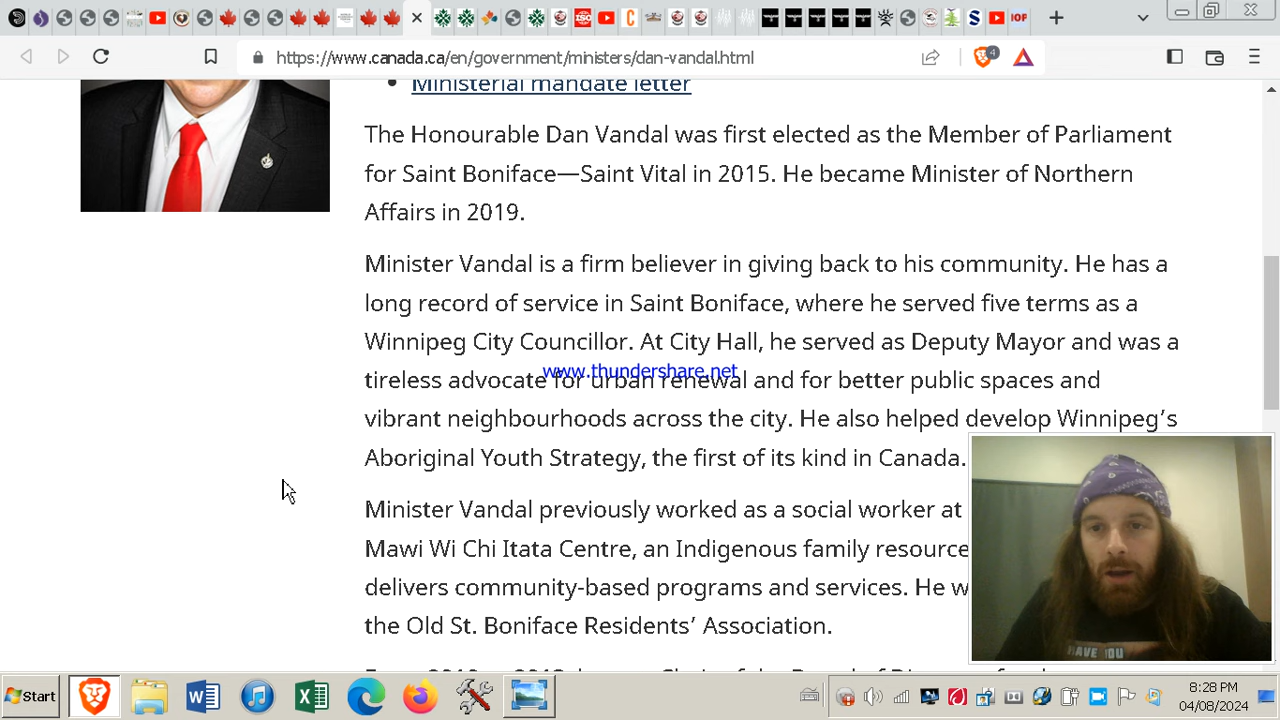 IOF
https://www.canada.ca/en/government/ministers/dan-vandal.html
4
Ministerial mandate letter
The Honourable Dan Vandal was first elected as the Member of Parliament
for Saint Boniface—Saint Vital in 2015. He became Minister of Northern
Affairs in 2019.
Minister Vandal is a firm believer in giving back to his community. He has a
long record of service in Saint Boniface, where he served five terms as a
Winnipeg City Councillor. At City Hall, he served as Deputy Mayor and was a
www.thundershare.net
tireless advocate for urban renewal and for better public spaces and
vibrant neighbourhoods across the city. He also helped develop Winnipeg's
Aboriginal Youth Strategy, the first of its kind in Canada.
Minister Vandal previously worked as a social worker at
Mawi Wi Chi Itata Centre, an Indigenous family resource
delivers community-based programs and services. He w
the Old St. Boniface Residents' Association.
HAVE YOU
Start
8:28 PM
04/08/2024